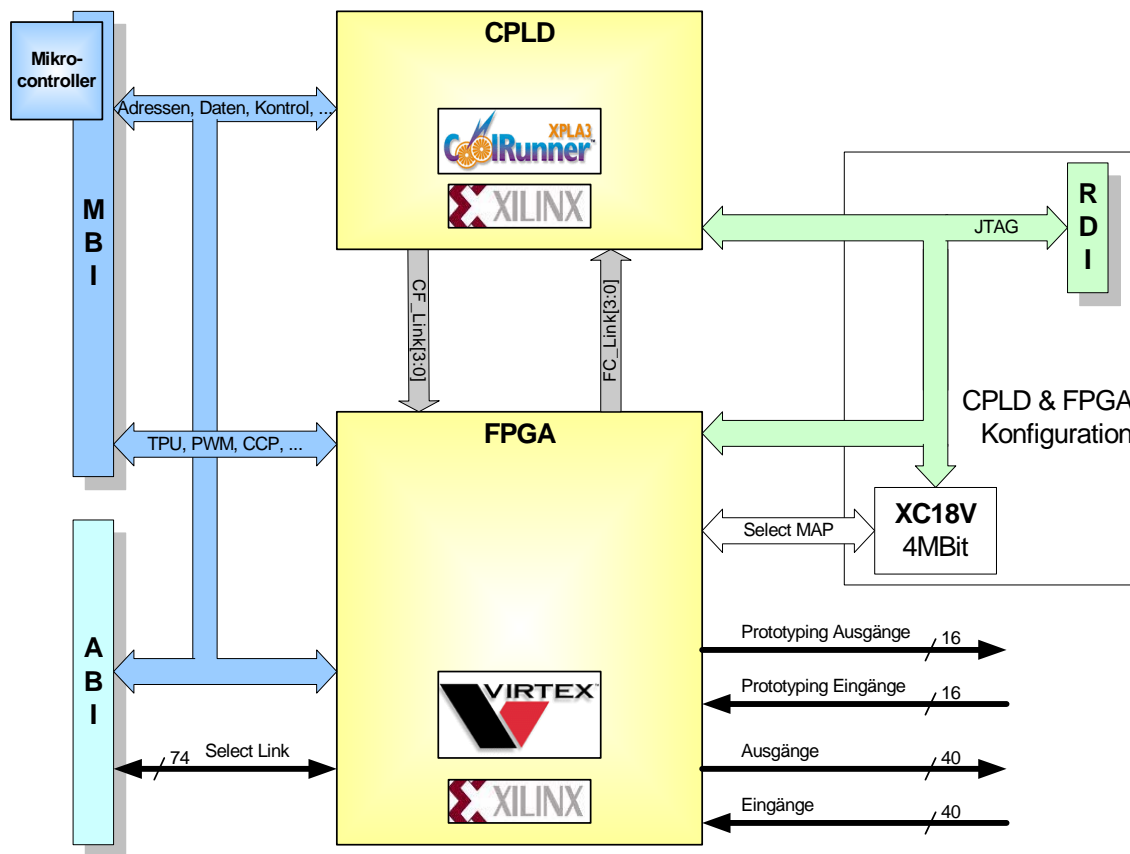 Mikro-
controller
CPLD
Adressen, Daten, Kontrol, ...
XPLA3
CoolRunner™
XILINX
M
B
I
R
D
I
JTAG
CF_Link[3:0]
FC_Link[3:0]
CPLD & FPGA
Konfiguration
FPGA
TPU, PWM, CCP, ...
XC18V
4MBit
Select MAP
A
B
I
Prototyping Ausgänge
16
Prototyping Eingänge
16
VIRTEX™
74
Select Link
Ausgänge
40
Eingänge
40
XILINX